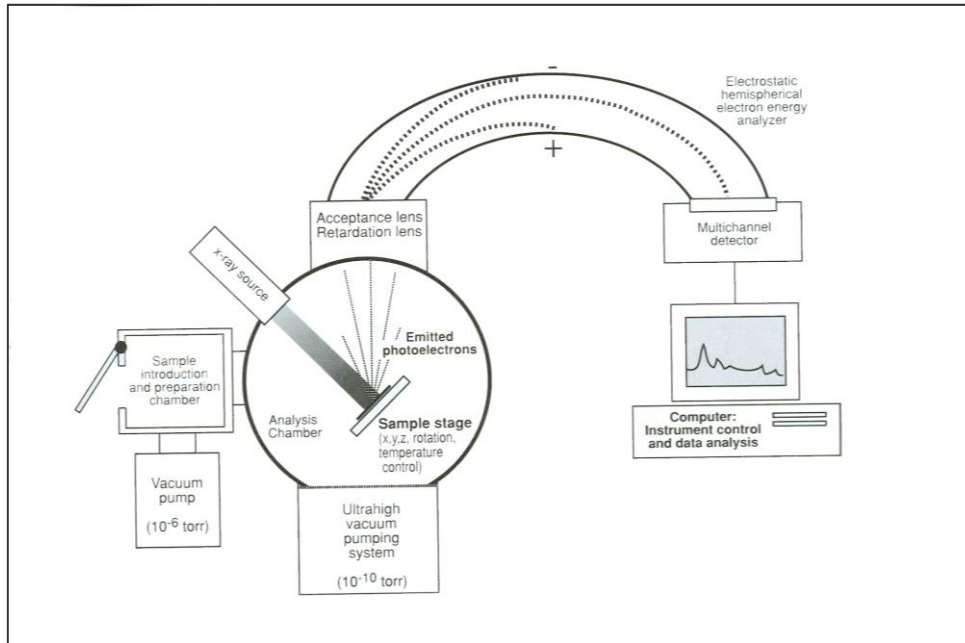 -
Electrostatic
hemispherical
electron energy
analyzer
+
Acceptance lens
Retardation lens
Multichannel
detector
x-ray source
Emitted
photoelectrons
Sample
introduction
and preparation
chamber
Analysis
Chamber
Sample stage
(x,y,z, rotation,
temperature
control)
Computer:
Instrument control
and data analysis
Vacuum
pump
(10-6 torr)
Ultrahigh
vacuum
pumping
system
(10-10 torr)